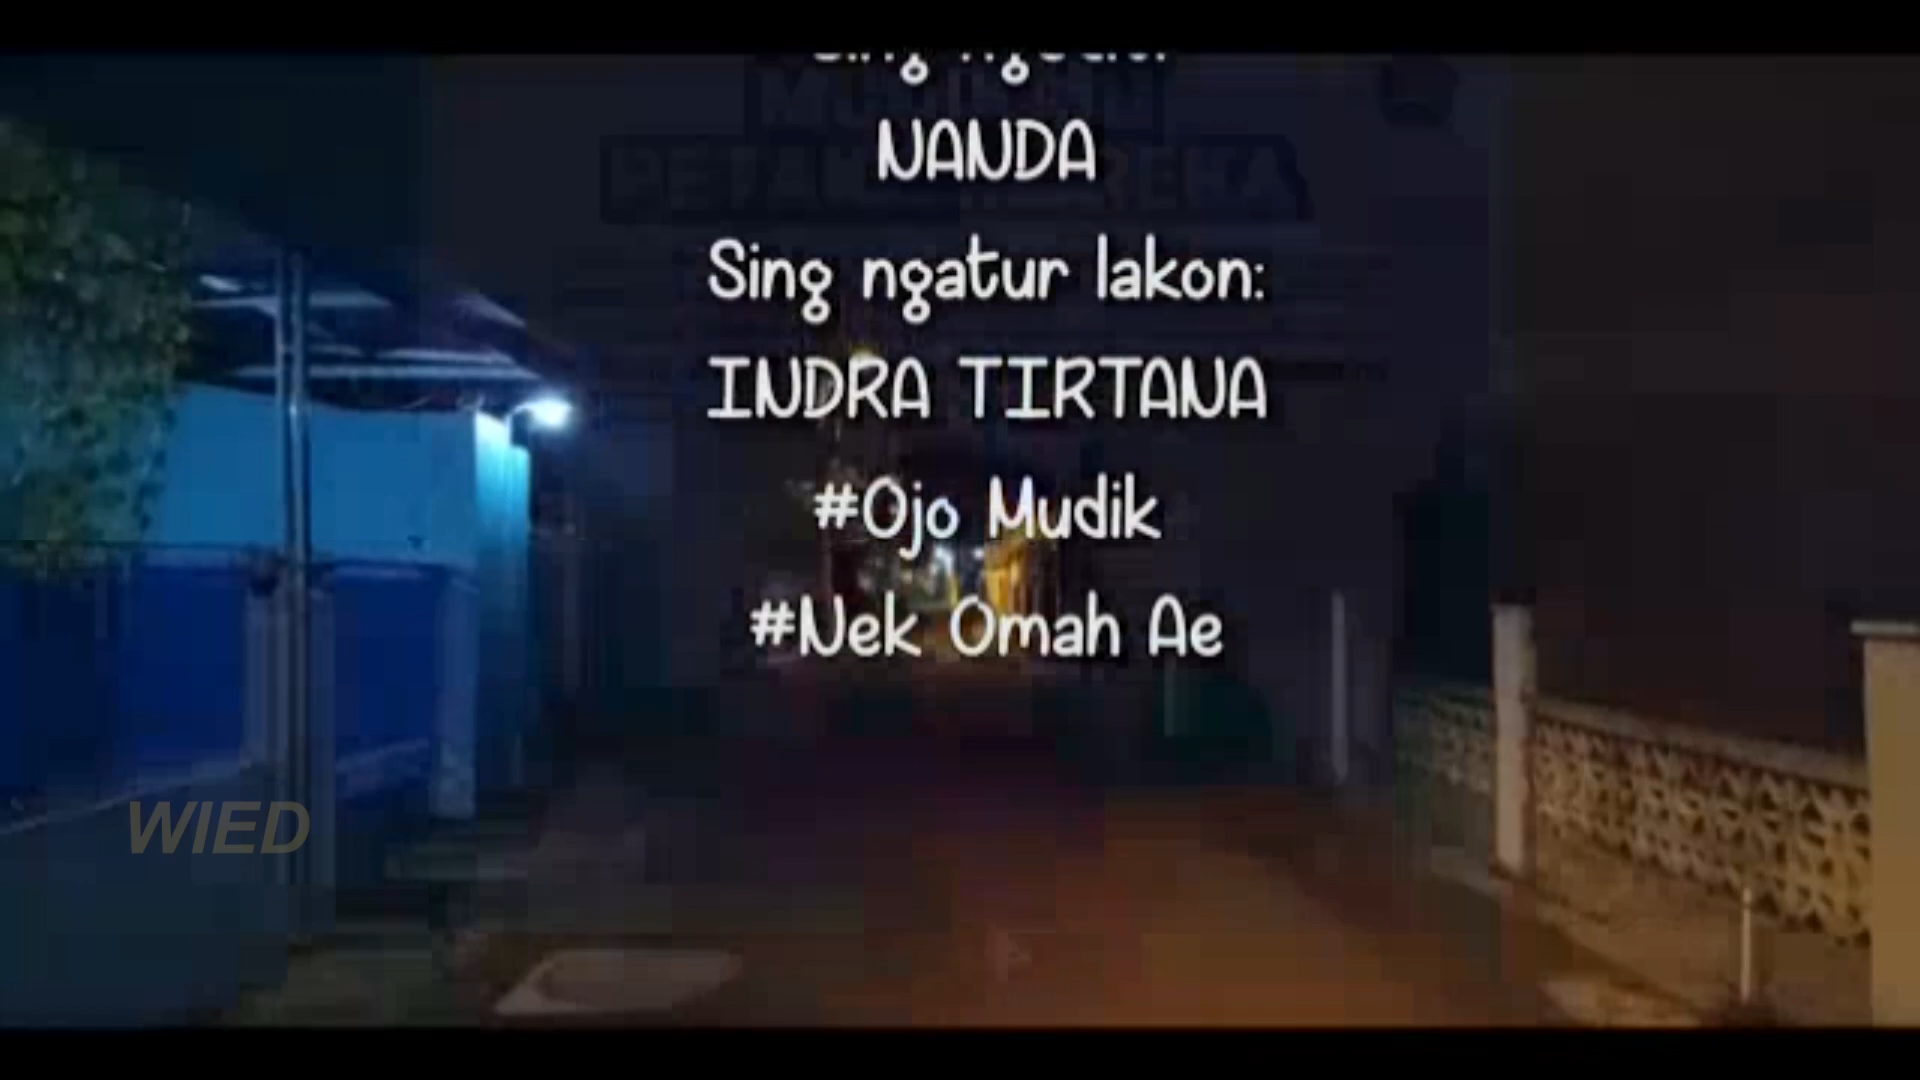 NANDA
Sing ngatur lakon:
INDRA TIRTANA
#Ojo Mudik
#Nek Omah Ae
WIED